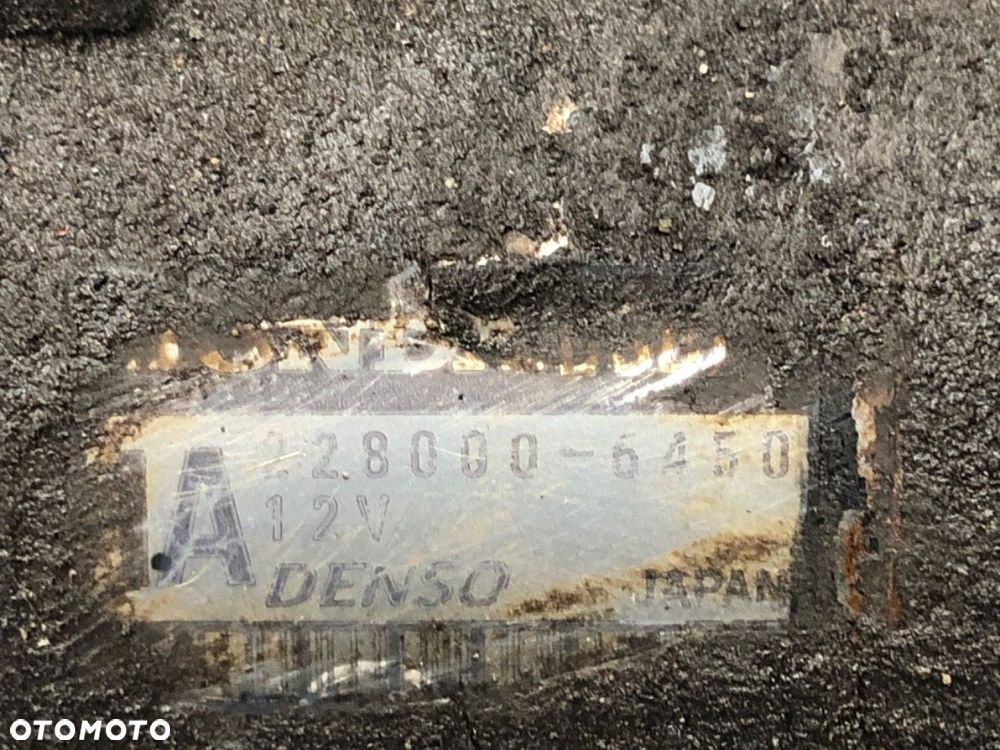 228000-6450
A
12V
DENSO
JAPAN
OTOMOTO